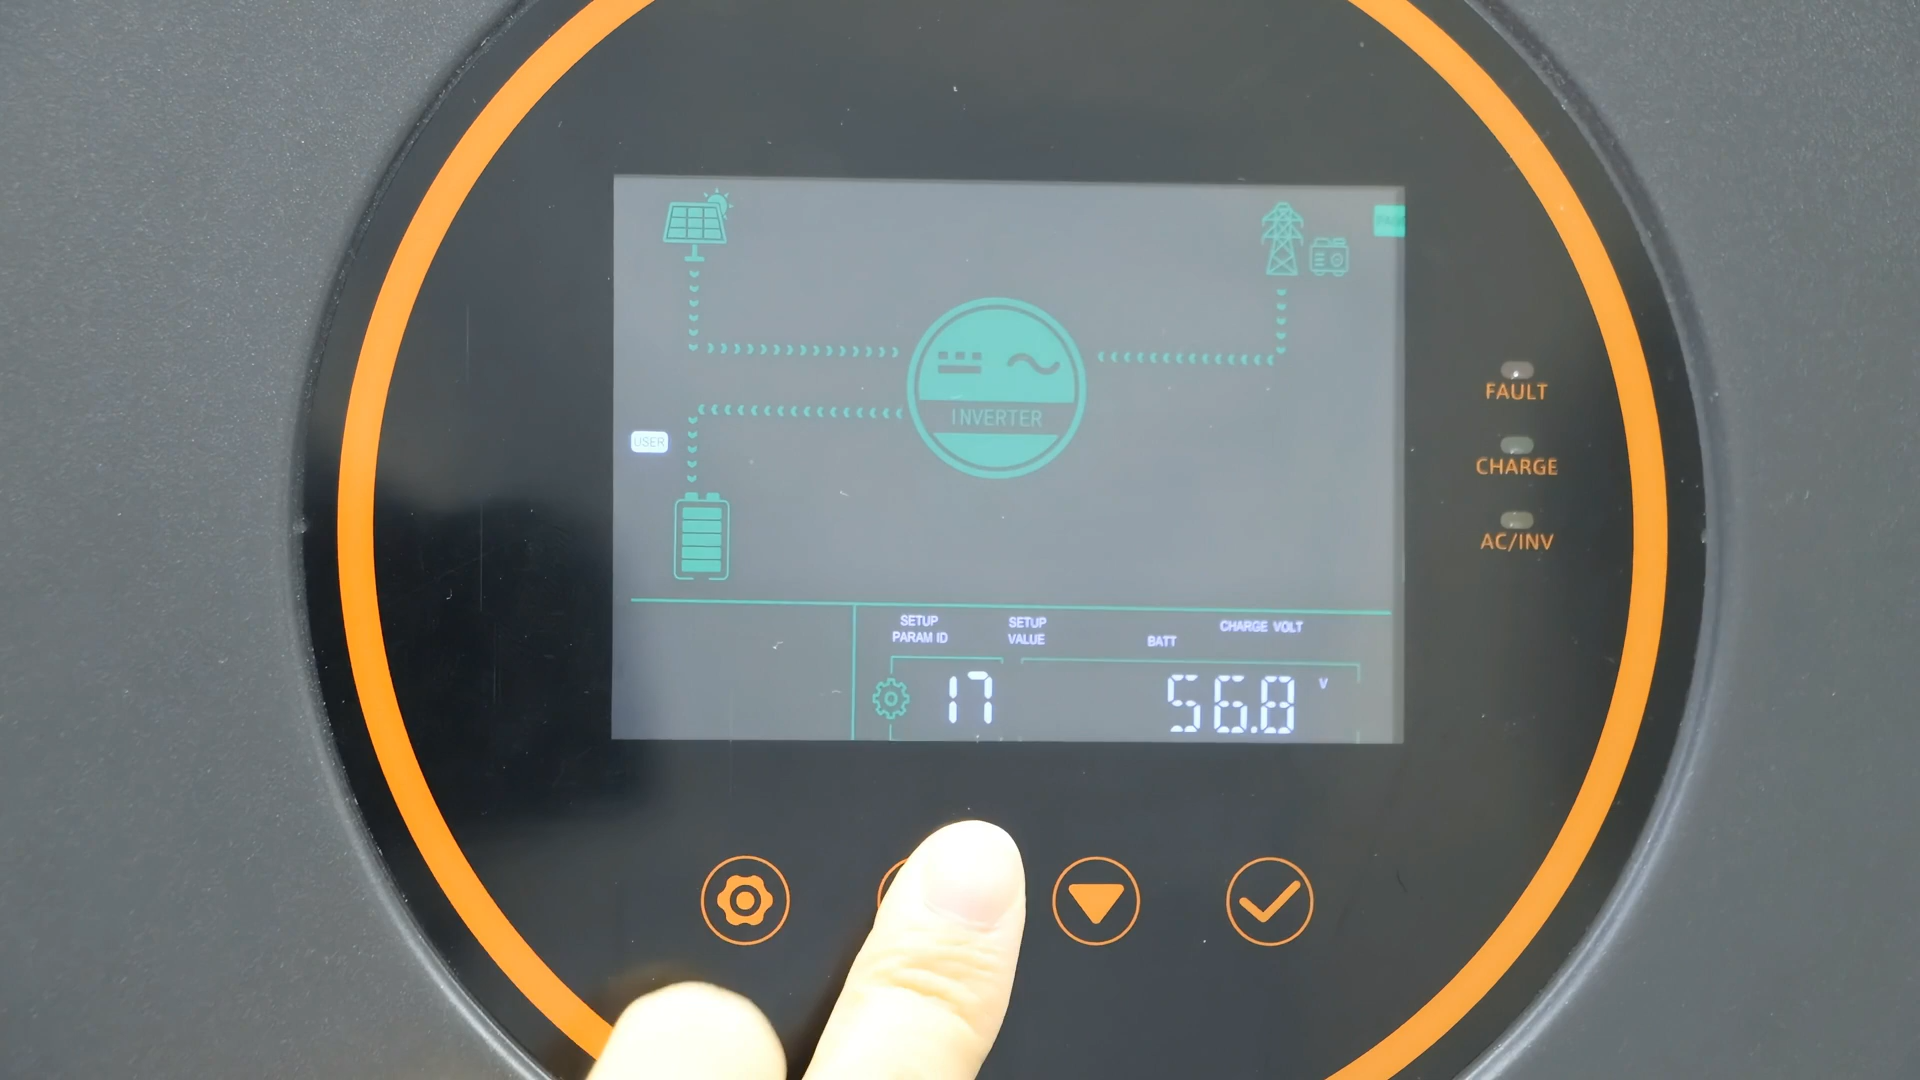 INVERTER
USER
FAULT
CHARGE
AC/INV
SETUP
PARAM ID
SETUP
VALUE
BATT
CHARGE VOLT
17
56.8 V